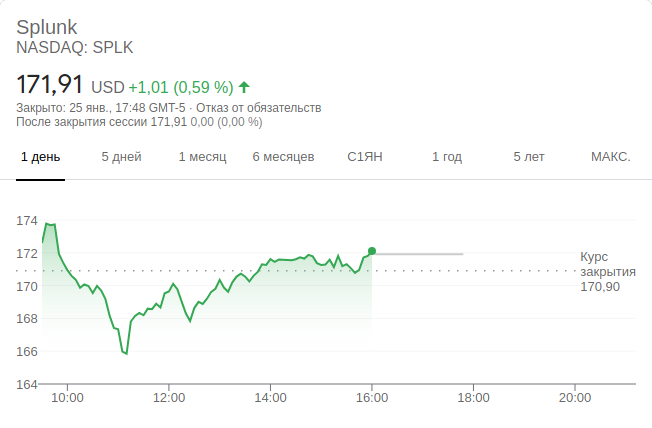 Splunk
NASDAQ: SPLK
171,91 USD +1,01 (0,59 %)
Закрыто: 25 янв., 17:48 GMT-5 · Отказ от обязательств
После закрытия сессии 171,91 0,00 (0,00 %)
1 день 5 дней 1 месяц 6 месяцев С1ЯН 1 год 5 лет МАКС.
174
172
170
168
166
164
Курс
закрытия
170,90
10:00 12:00 14:00 16:00 18:00 20:00